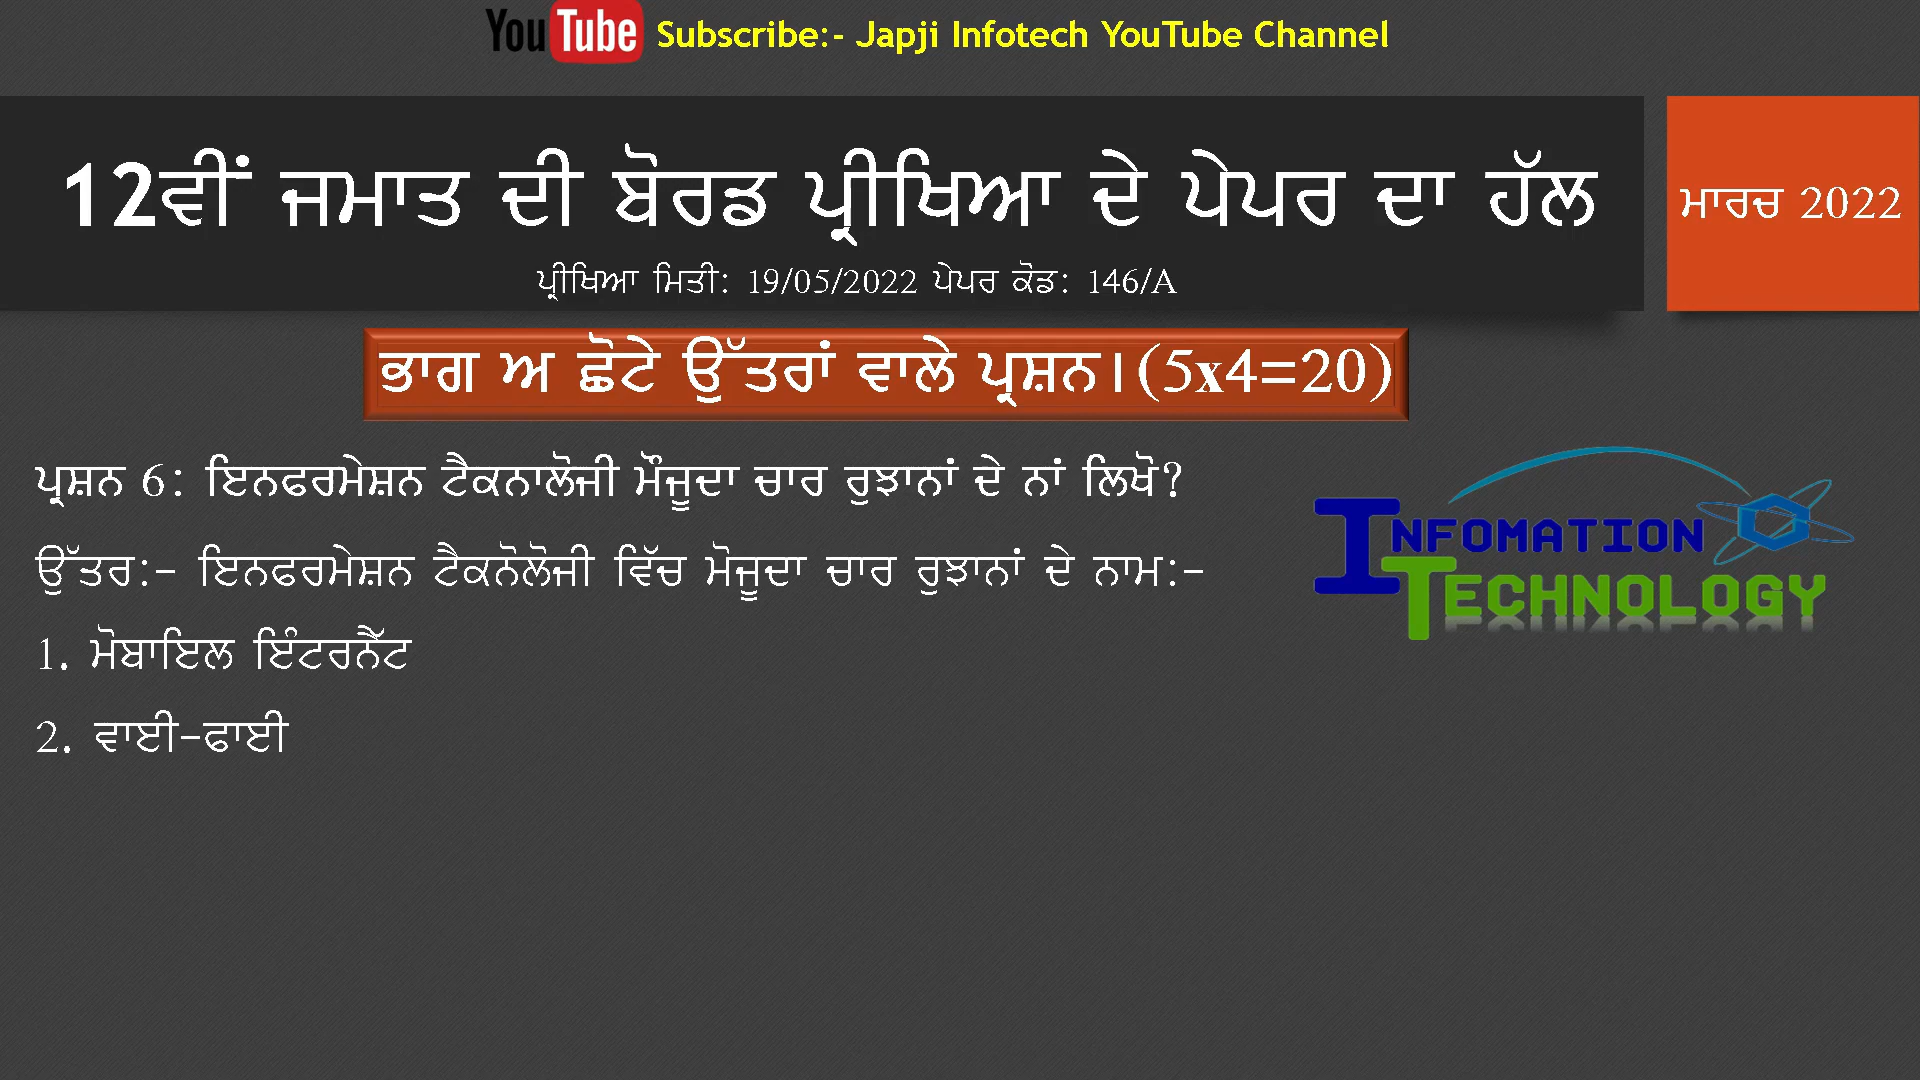 YouTube Subscribe:- Japji Infotech YouTube Channel
12ਵੀਂ ਜਮਾਤ ਦੀ ਬੋਰਡ ਪ੍ਰੀਖਿਆ ਦੇ ਪੇਪਰ ਦਾ ਹੱਲ
ਮਾਰਚ 2022
ਪ੍ਰੀਖਿਆ ਮਿਤੀ: 19/05/2022 ਪੇਪਰ ਕੋਡ: 146/A
ਭਾਗ ਅ ਛੋਟੇ ਉੱਤਰਾਂ ਵਾਲੇ ਪ੍ਰਸ਼ਨ।(5x4=20)
ਪ੍ਰਸ਼ਨ 6: ਇਨਫਰਮੇਸ਼ਨ ਟੈਕਨਾਲੋਜੀ ਮੌਜੂਦਾ ਚਾਰ ਰੁਝਾਨਾਂ ਦੇ ਨਾਂ ਲਿਖੋ?
ਉੱਤਰ:- ਇਨਫਰਮੇਸ਼ਨ ਟੈਕਨੋਲੋਜੀ ਵਿੱਚ ਮੋਜੂਦਾ ਚਾਰ ਰੁਝਾਨਾਂ ਦੇ ਨਾਮ:-
1. ਮੋਬਾਇਲ ਇੰਟਰਨੈੱਟ
2. ਵਾਈ-ਫਾਈ
INFOMATION
TECHNOLOGY